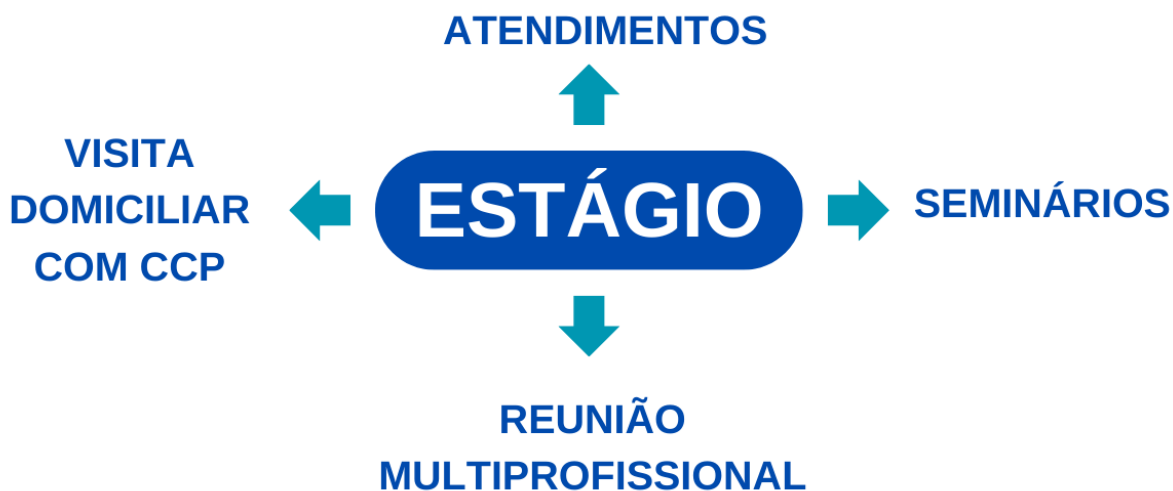 ATENDIMENTOS
VISITA
DOMICILIAR
COM CCP
ESTÁGIO
SEMINÁRIOS
REUNIÃO
MULTIPROFISSIONAL